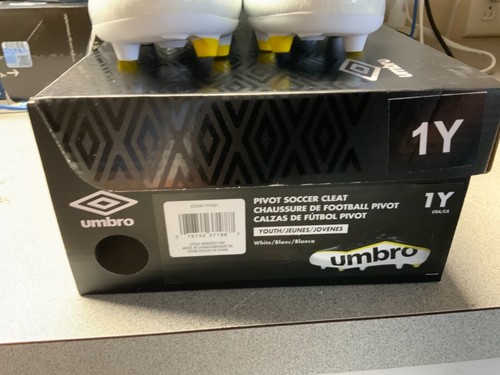 umbro
1Y
umbro
PIVOT SOCCER CLEAT
CHAUSSURE DE FOOTBALL PIVOT
CALZAS DE FÚTBOL PIVOT
YOUTH/JEUNES/JOVENES
White/Blanc/Blanca
1Y
USA/CA
umbro